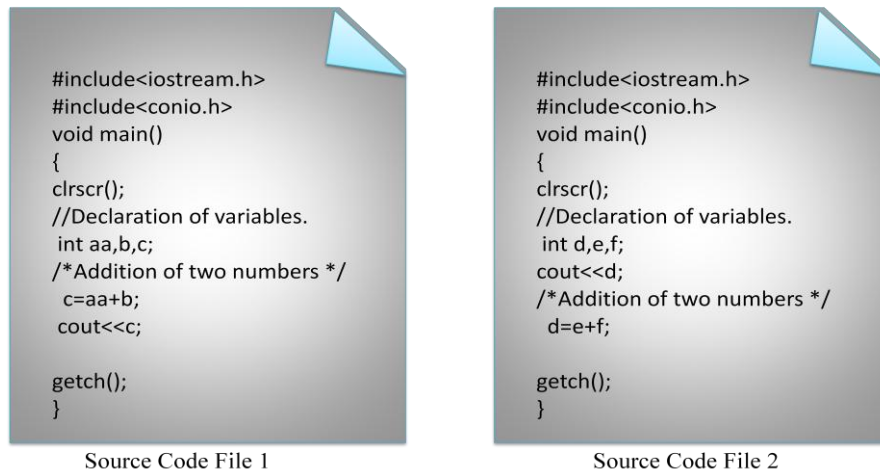 #include<iostream.h>
#include<conio.h>
void main()
{
clrscr();
//Declaration of variables.
int aa,b,c;
/*Addition of two numbers */
c=aa+b;
cout<<c;
getch();
}
Source Code File 1
#include<iostream.h>
#include<conio.h>
void main()
{
clrscr();
//Declaration of variables.
int d,e,f;
cout<<d;
/*Addition of two numbers */
d=e+f;
getch();
}
Source Code File 2